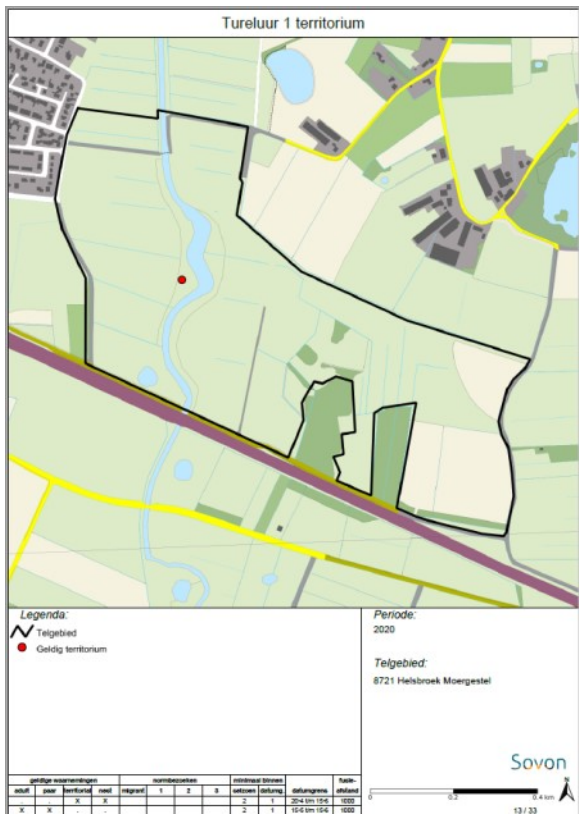 Tureluur 1 territorium
Legenda:
Telgebied
Geldig territorium
Periode:
2020
Telgebied:
8721 Helsbroek Moergestel
Sovon
N
0 0.2 0.4 km
13 / 33
geldige waarnemingen normbezoeken minimaal binnen fusie-
adult paar territorial nest migrant 1 2 3 seizoen datumg. datumgrens afstand
. . X X 2 1 20-4 t/m 15-6 1000
X X . . 2 1 15-5 t/m 15-6 1000